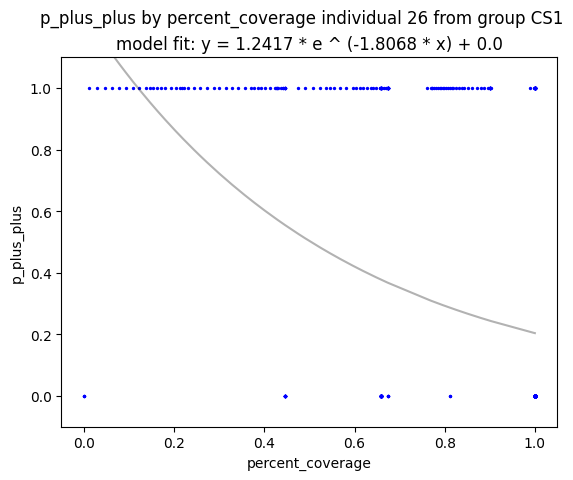 p_plus_plus by percent_coverage individual 26 from group CS1
model fit: y = 1.2417 * e ^ (-1.8068 * x) + 0.0
1.0
0.8
0.6
0.4
0.2
0.0
p_plus_plus
0.0 0.2 0.4 0.6 0.8 1.0
percent_coverage